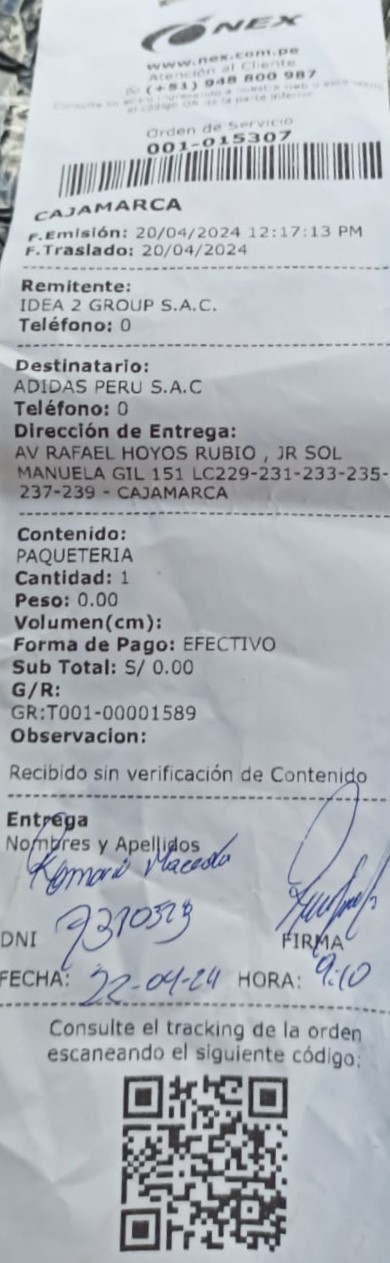 NEX
www.nex.com.pe
Atención al Cliente
(+51) 948 800 987
Orden de Servicio
001-015307
CAJAMARCA
F.Emisión: 20/04/2024 12:17:13 PM
F.Traslado: 20/04/2024
Remitente:
IDEA 2 GROUP S.A.C.
Teléfono: 0
Destinatario:
ADIDAS PERU S.A.C
Teléfono: 0
Dirección de Entrega:
AV RAFAEL HOYOS RUBIO , JR SOL
MANUELA GIL 151 LC229-231-233-235-
237-239 - CAJAMARCA
Contenido:
PAQUETERIA
Cantidad: 1
Peso: 0.00
Volumen(cm):
Forma de Pago: EFECTIVO
Sub Total: S/ 0.00
G/R:
GR:T001-00001589
Observacion:
Recibido sin verificación de Contenido
Entrega
Nombres y Apellidos
Macedo
DNI
FIRMA
FECHA: 22-04-24 HORA: 9:10
Consulte el tracking de la orden
escaneando el siguiente código: